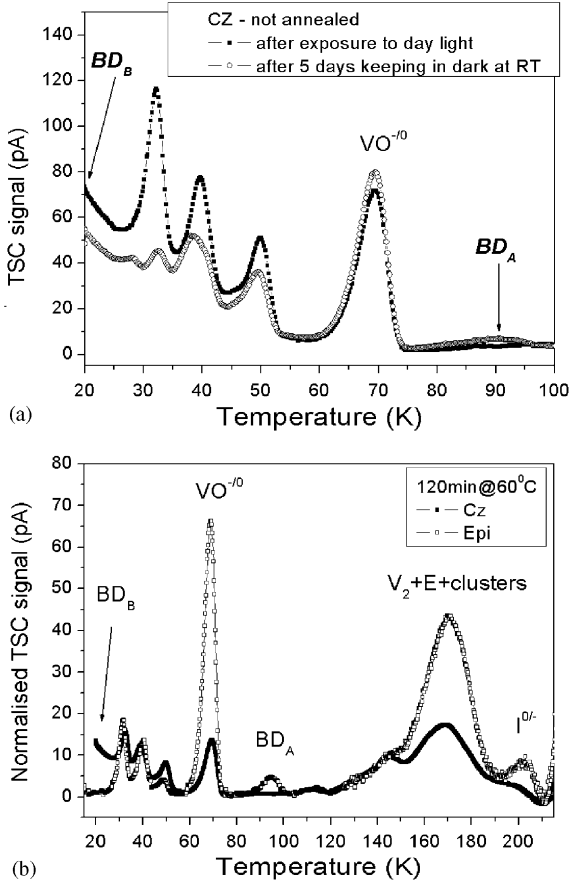 CZ - not annealed
after exposure to day light
after 5 days keeping in dark at RT
BD_B
VO^-/0
BD_A
TSC signal (pA)
140
120
100
80
60
40
20
0
20 30 40 50 60 70 80 90 100
(a)
Temperature (K)
120min@60^0C
Cz
Epi
VO^-/0
V_2+E+clusters
BD_B
BD_A
I^0/-
Normalised TSC signal (pA)
80
70
60
50
40
30
20
10
0
20 40 60 80 100 120 140 160 180 200
(b)
Temperature (K)